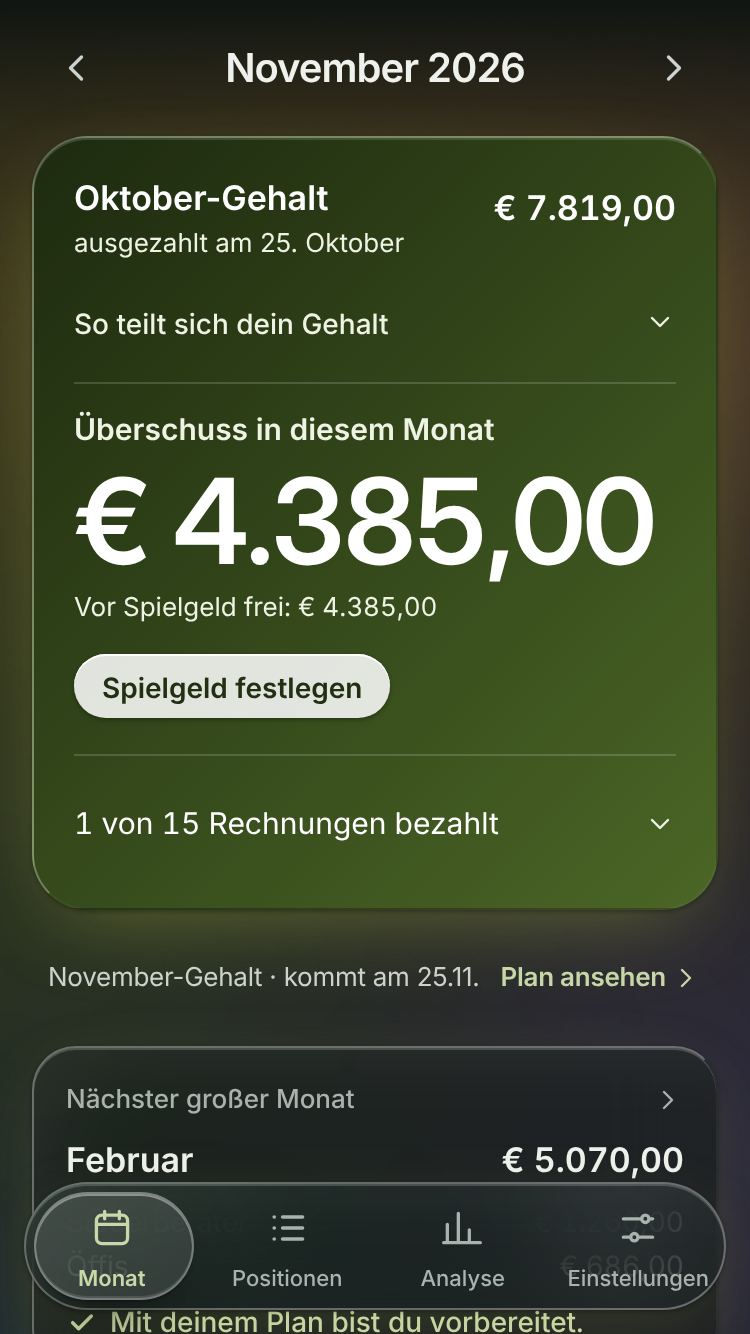 November 2026
Oktober-Gehalt
€ 7.819,00
ausgezahlt am 25. Oktober
So teilt sich dein Gehalt
Überschuss in diesem Monat
€ 4.385,00
Vor Spielgeld frei: € 4.385,00
Spielgeld festlegen
1 von 15 Rechnungen bezahlt
November-Gehalt · kommt am 25.11. Plan ansehen
Nächster großer Monat
Februar € 5.070,00
Öffis € 686,00
Monat Positionen Analyse Einstellungen
Mit deinem Plan bist du vorbereitet.